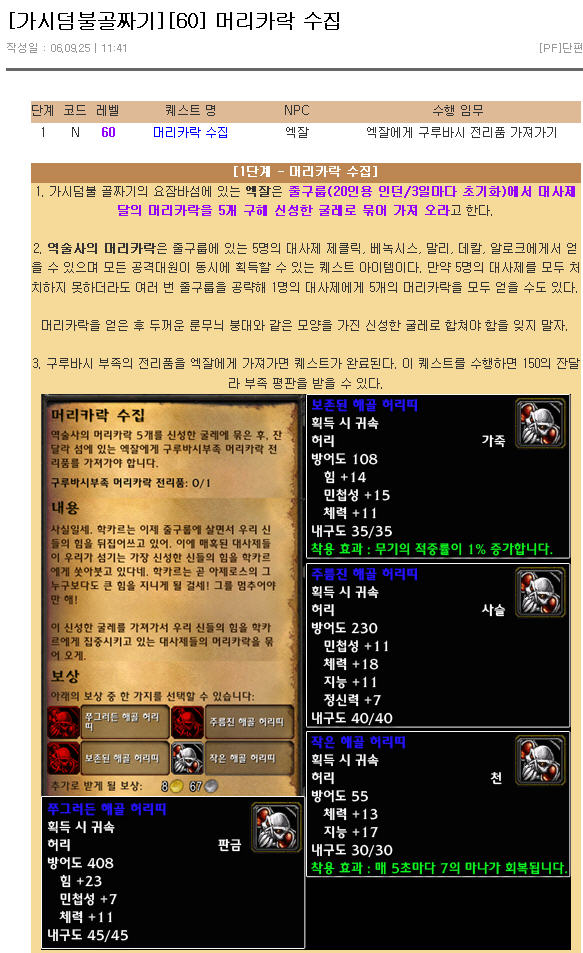 [가시덤불골짜기][60] 머리카락 수집
작성일 : 06.09.25 | 11:41
[PF]단편
단계 코드 레벨 퀘스트 명 NPC 수행 임무
1 N 60 머리카락 수집 엑잘 엑잘에게 구루바시 전리품 가져가기
[1단계 - 머리카락 수집]
1. 가시덤불 골짜기의 요잠바섬에 있는 엑잘은 줄구룹(20인용 인던/3일마다 초기화)에서 대사제
달의 머리카락을 5개 구해 신성한 굴레로 묶어 가져 오라고 한다.
2. 역술사의 머리카락은 줄구룹에 있는 5명의 대사제 제클릭, 베녹시스, 말리, 데칼, 알로크에게서 얻
을 수 있으며 모든 공격대원이 동시에 획득할 수 있는 퀘스트 아이템이다. 만약 5명의 대사제를 모두 처
치하지 못하더라도 여러 번 줄구룹을 공략해 1명의 대사제에게 5개의 머리카락을 모두 얻을 수도 있다.
머리카락을 얻은 후 두꺼운 룬무늬 붕대와 같은 모양을 가진 신성한 굴레로 합쳐야 함을 잊지 말자.
3. 구루바시 부족의 전리품을 엑잘에게 가져가면 퀘스트가 완료된다. 이 퀘스트를 수행하면 150의 잔달
라 부족 평판을 받을 수 있다.
머리카락 수집
역술사의 머리카락 5개를 신성한 굴레에 묶은 후, 잔
달라 섬에 있는 엑잘에게 구루바시부족 머리카락 전
리품을 가져가야 합니다.
구루바시부족 머리카락 전리품: 0/1
내용
사실일세. 학카르는 이제 줄구룹에 살면서 우리 신
들의 힘을 뒤집어쓰고 있어. 이에 매혹된 대사제들
이 우리가 섬기는 가장 신성한 신들의 힘을 학카르
에게 쏟아붓고 있다네. 학카르는 곧 아제로스의 그
누구보다도 큰 힘을 지니게 될 걸세! 그를 멈추어야
만 해!
이 신성한 굴레를 가져가서 우리 신들의 힘을 학카
르에게 집중시키고 있는 대사제들의 머리카락을 묶
어 오게.
보상
아래의 보상 중 한 가지를 선택할 수 있습니다:
쭈그러든 해골 허리
띠
주름진 해골 허리띠
보존된 해골 허리띠
작은 해골 허리띠
추가로 받게 될 보상: 8 67
쭈그러든 해골 허리띠
획득 시 귀속
허리 판금
방어도 408
힘 +23
민첩성 +7
체력 +11
내구도 45/45
보존된 해골 허리띠
획득 시 귀속
허리 가죽
방어도 108
힘 +14
민첩성 +15
체력 +11
내구도 35/35
착용 효과 : 무기의 적중률이 1% 증가합니다.
주름진 해골 허리띠
획득 시 귀속
허리 사슬
방어도 230
민첩성 +11
체력 +18
지능 +11
정신력 +7
내구도 40/40
작은 해골 허리띠
획득 시 귀속
허리 천
방어도 55
체력 +13
지능 +17
내구도 30/30
착용 효과 : 매 5초마다 7의 마나가 회복됩니다.